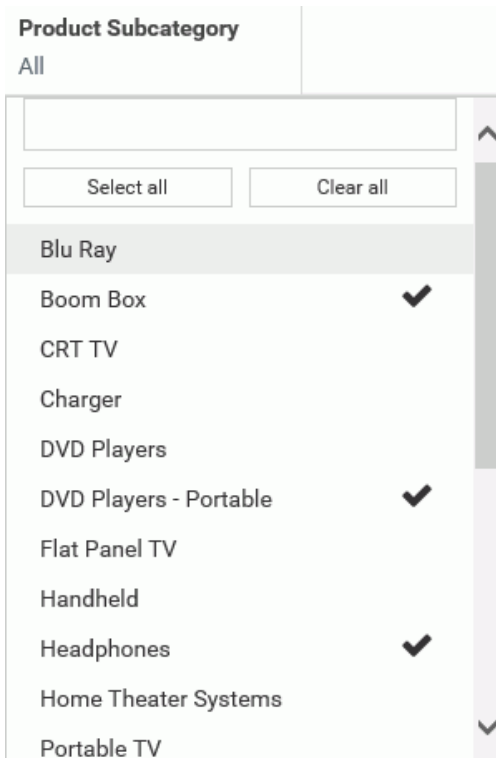 Product Subcategory
All
Select all Clear all
Blu Ray
Boom Box
CRT TV
Charger
DVD Players
DVD Players - Portable
Flat Panel TV
Handheld
Headphones
Home Theater Systems
Portable TV